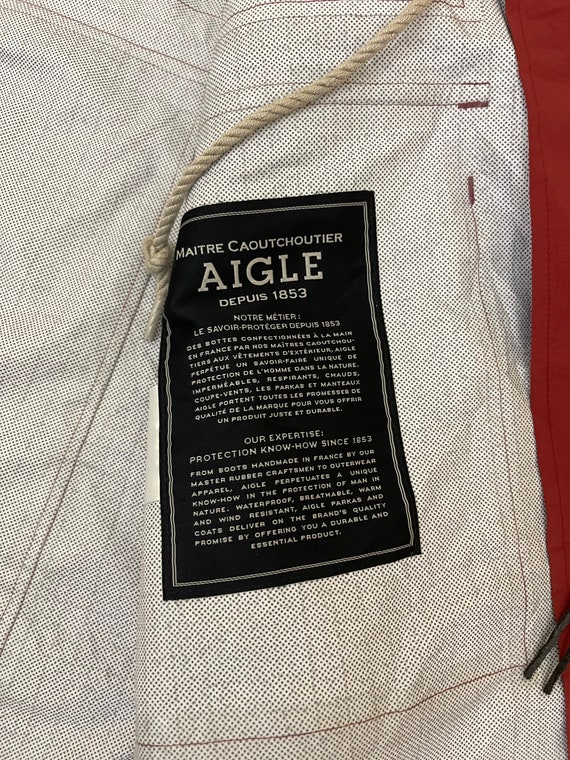 MAITRE CAOUTCHOUTIER
AIGLE
DEPUIS 1853
NOTRE MÉTIER:
LE SAVOIR-PROTÉGER DEPUIS 1853
DES BOTTES CONFECTIONNÉES À LA MAIN
EN FRANCE PAR NOS MAÎTRES CAOUTCHOU-
TIERS AUX VÊTEMENTS D'EXTÉRIEUR, AIGLE
PERPÉTUE UN SAVOIR-FAIRE UNIQUE DE
PROTECTION DE L'HOMME DANS LA NATURE.
IMPERMÉABLES, RESPIRANTS, CHAUDS,
COUPE-VENTS, LES PARKAS ET MANTEAUX
AIGLE PORTENT TOUTES LES PROMESSES DE
QUALITÉ DE LA MARQUE POUR VOUS OFFRIR
UN PRODUIT JUSTE ET DURABLE.
OUR EXPERTISE:
PROTECTION KNOW-HOW SINCE 1853
FROM BOOTS HANDMADE IN FRANCE BY OUR
MASTER RUBBER CRAFTSMEN TO OUTERWEAR
APPAREL, AIGLE PERPETUATES A UNIQUE
KNOW-HOW IN THE PROTECTION OF MAN IN
NATURE. WATERPROOF, BREATHABLE, WARM
AND WIND RESISTANT, AIGLE PARKAS AND
COATS DELIVER ON THE BRAND'S QUALITY
PROMISE BY OFFERING YOU A DURABLE AND
ESSENTIAL PRODUCT.